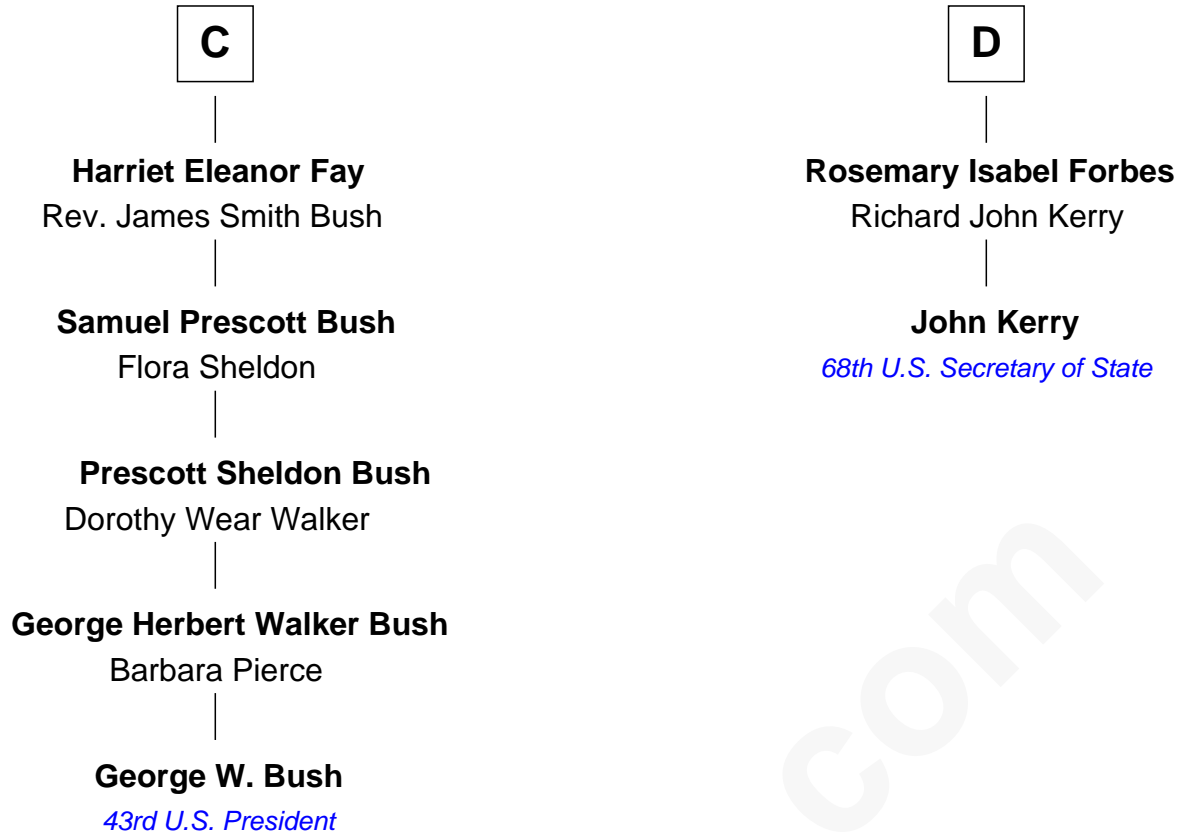 C
Harriet Eleanor Fay
Rev. James Smith Bush
Samuel Prescott Bush
Flora Sheldon
Prescott Sheldon Bush
Dorothy Wear Walker
George Herbert Walker Bush
Barbara Pierce
George W. Bush
43rd U.S. President
D
Rosemary Isabel Forbes
Richard John Kerry
John Kerry
68th U.S. Secretary of State
com